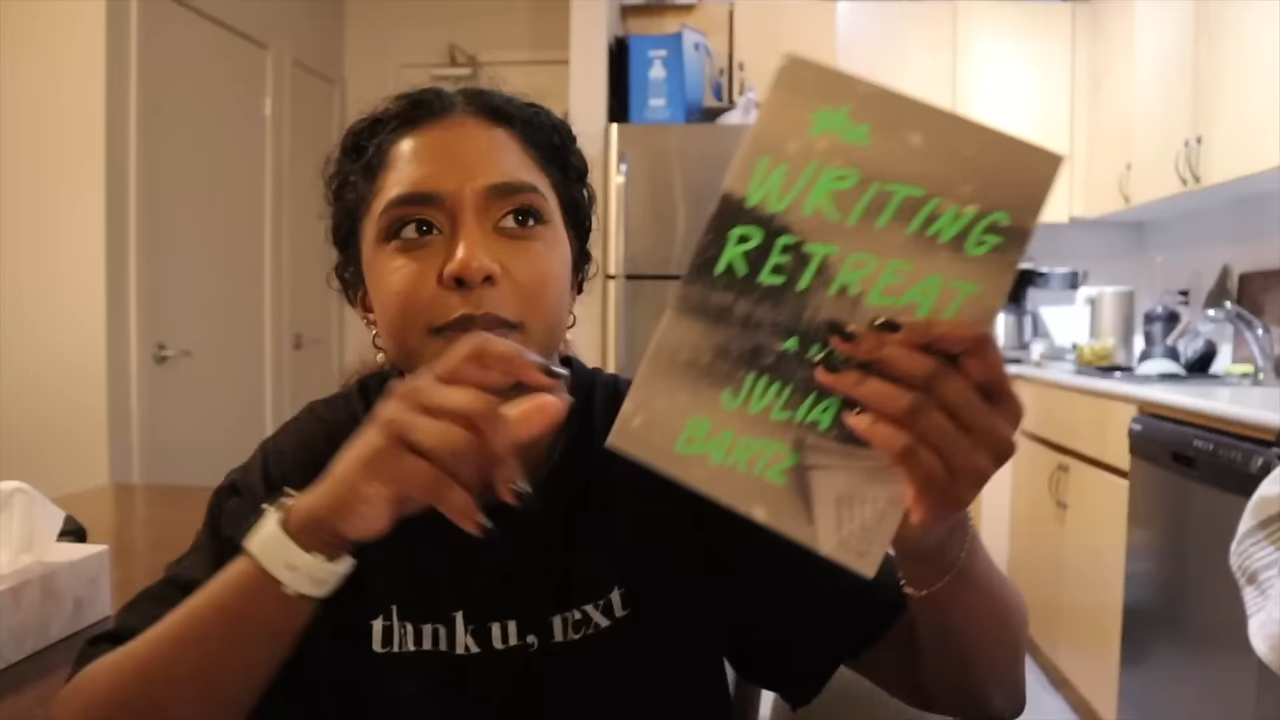 the
WRITING
RETREAT
A
JULIA
BARTZ
thank u, next